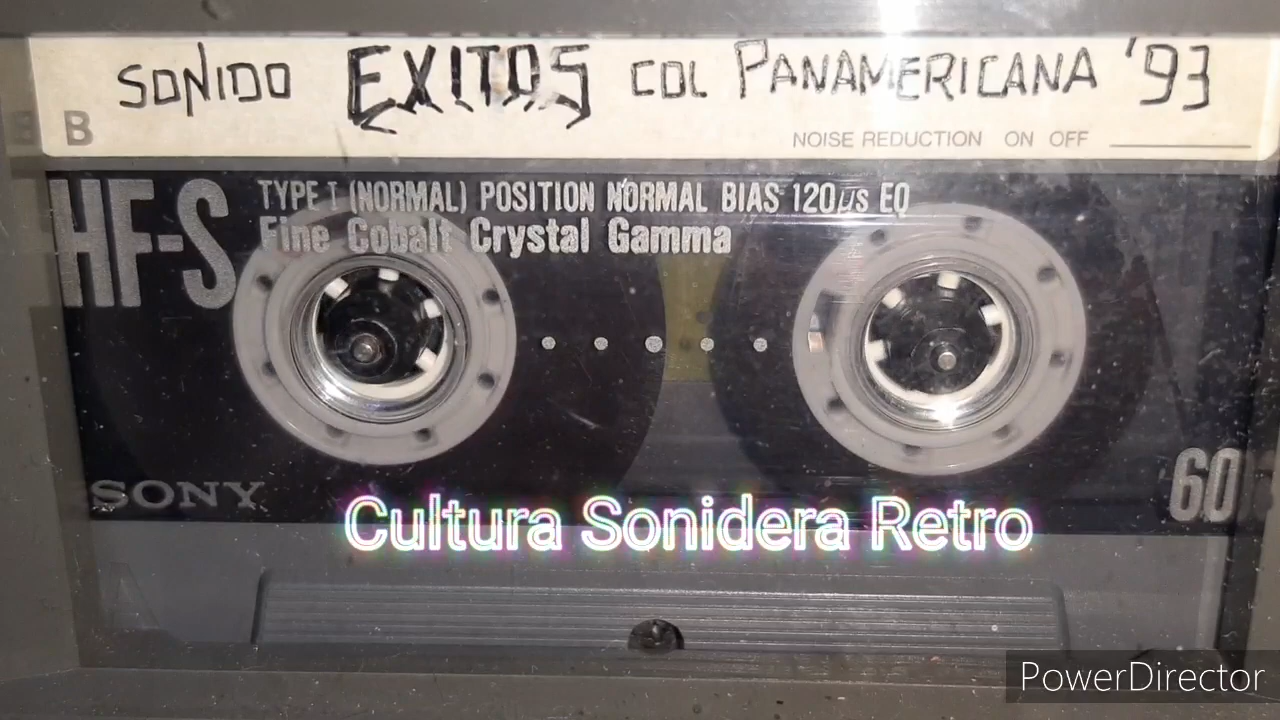 SONIDO EXITOS COL PANAMERICANA '93
B
NOISE REDUCTION ON OFF
HF-S
TYPE I (NORMAL) POSITION NORMAL BIAS 120µs EQ
Fine Cobalt Crystal Gamma
60
SONY
Cultura Sonidera Retro
PowerDirector